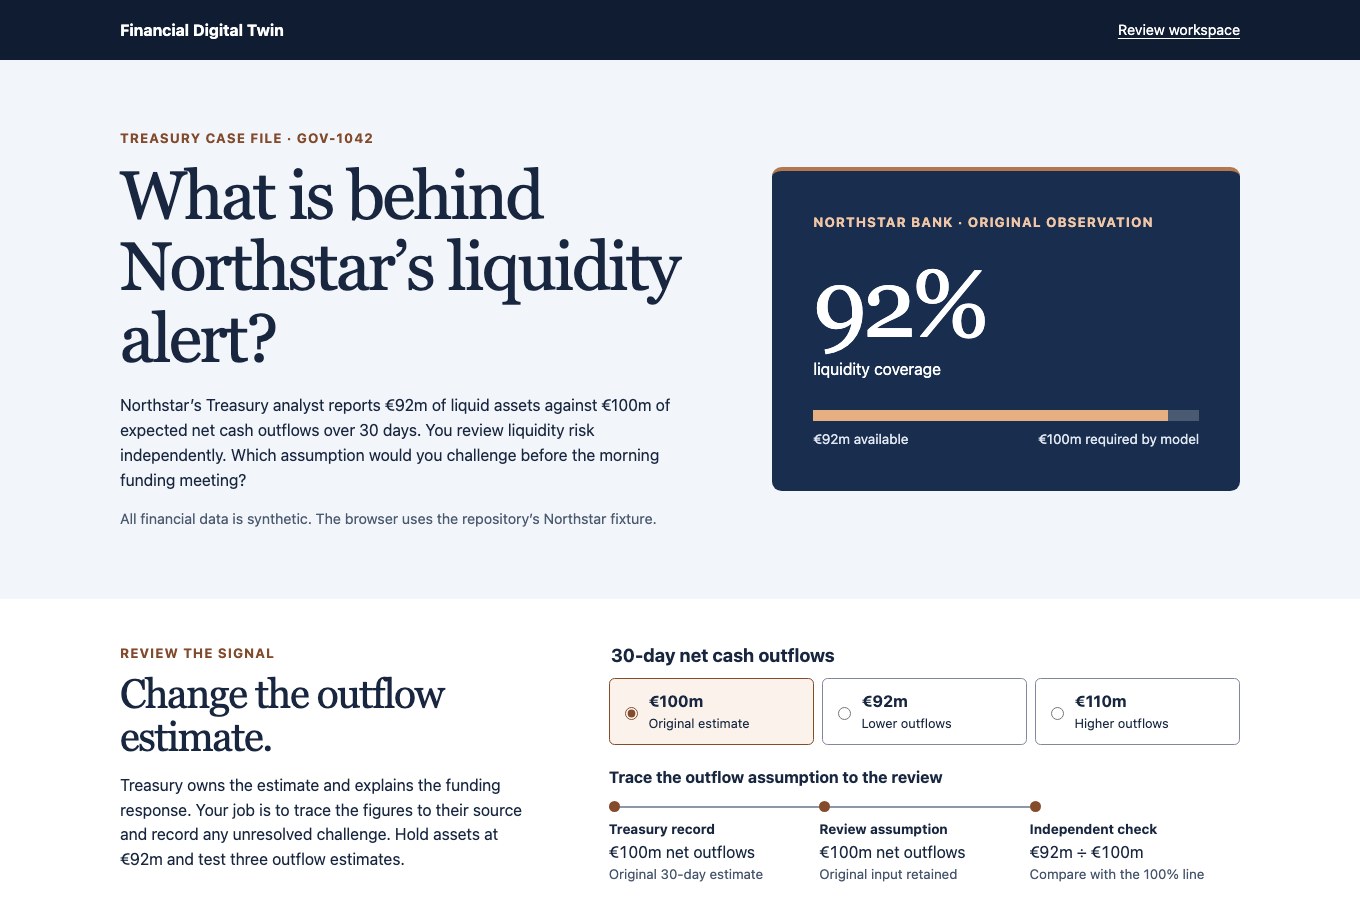 Financial Digital Twin
Review workspace
TREASURY CASE FILE · GOV-1042
What is behind
Northstar’s liquidity
alert?
Northstar’s Treasury analyst reports €92m of liquid assets against €100m of
expected net cash outflows over 30 days. You review liquidity risk
independently. Which assumption would you challenge before the morning
funding meeting?
All financial data is synthetic. The browser uses the repository’s Northstar fixture.
NORTHSTAR BANK · ORIGINAL OBSERVATION
92%
liquidity coverage
€92m available
€100m required by model
REVIEW THE SIGNAL
Change the outflow
estimate.
Treasury owns the estimate and explains the funding
response. Your job is to trace the figures to their source
and record any unresolved challenge. Hold assets at
€92m and test three outflow estimates.
30-day net cash outflows
€100m
Original estimate
€92m
Lower outflows
€110m
Higher outflows
Trace the outflow assumption to the review
Treasury record
€100m net outflows
Original 30-day estimate
Review assumption
€100m net outflows
Original input retained
Independent check
€92m ÷ €100m
Compare with the 100% line